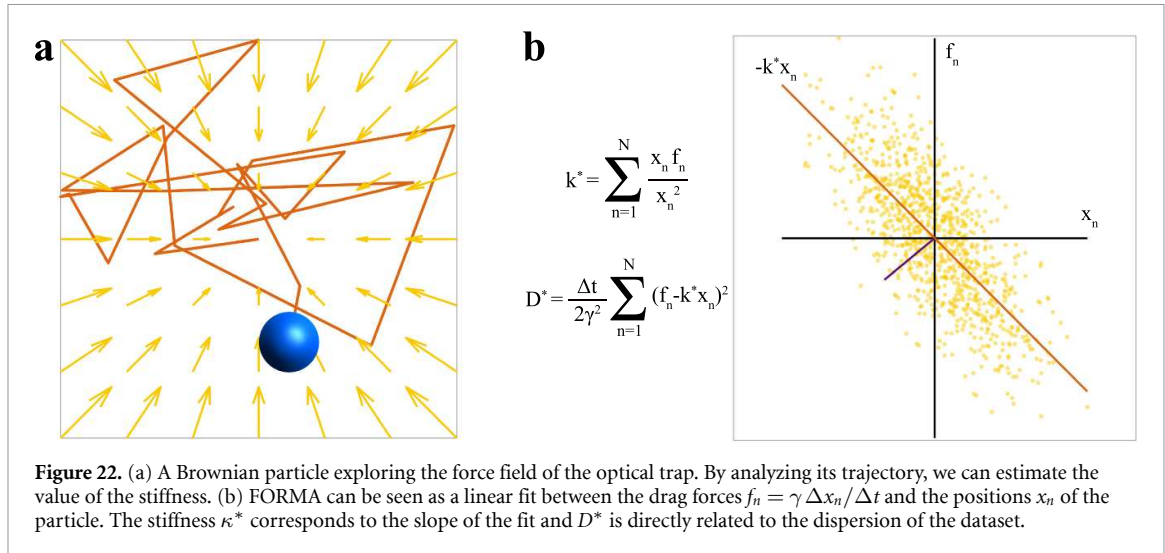 a
b
f_n
-k*x_n
k* = \sum_{n=1}^{N} \frac{x_n f_n}{x_n^2}
x_n
D* = \frac{Δt}{2γ^2} \sum_{n=1}^{N} (f_n-k*x_n)^2
Figure 22. (a) A Brownian particle exploring the force field of the optical trap. By analyzing its trajectory, we can estimate the
value of the stiffness. (b) FORMA can be seen as a linear fit between the drag forces f_n = γ Δx_n/Δt and the positions x_n of the
particle. The stiffness κ* corresponds to the slope of the fit and D* is directly related to the dispersion of the dataset.